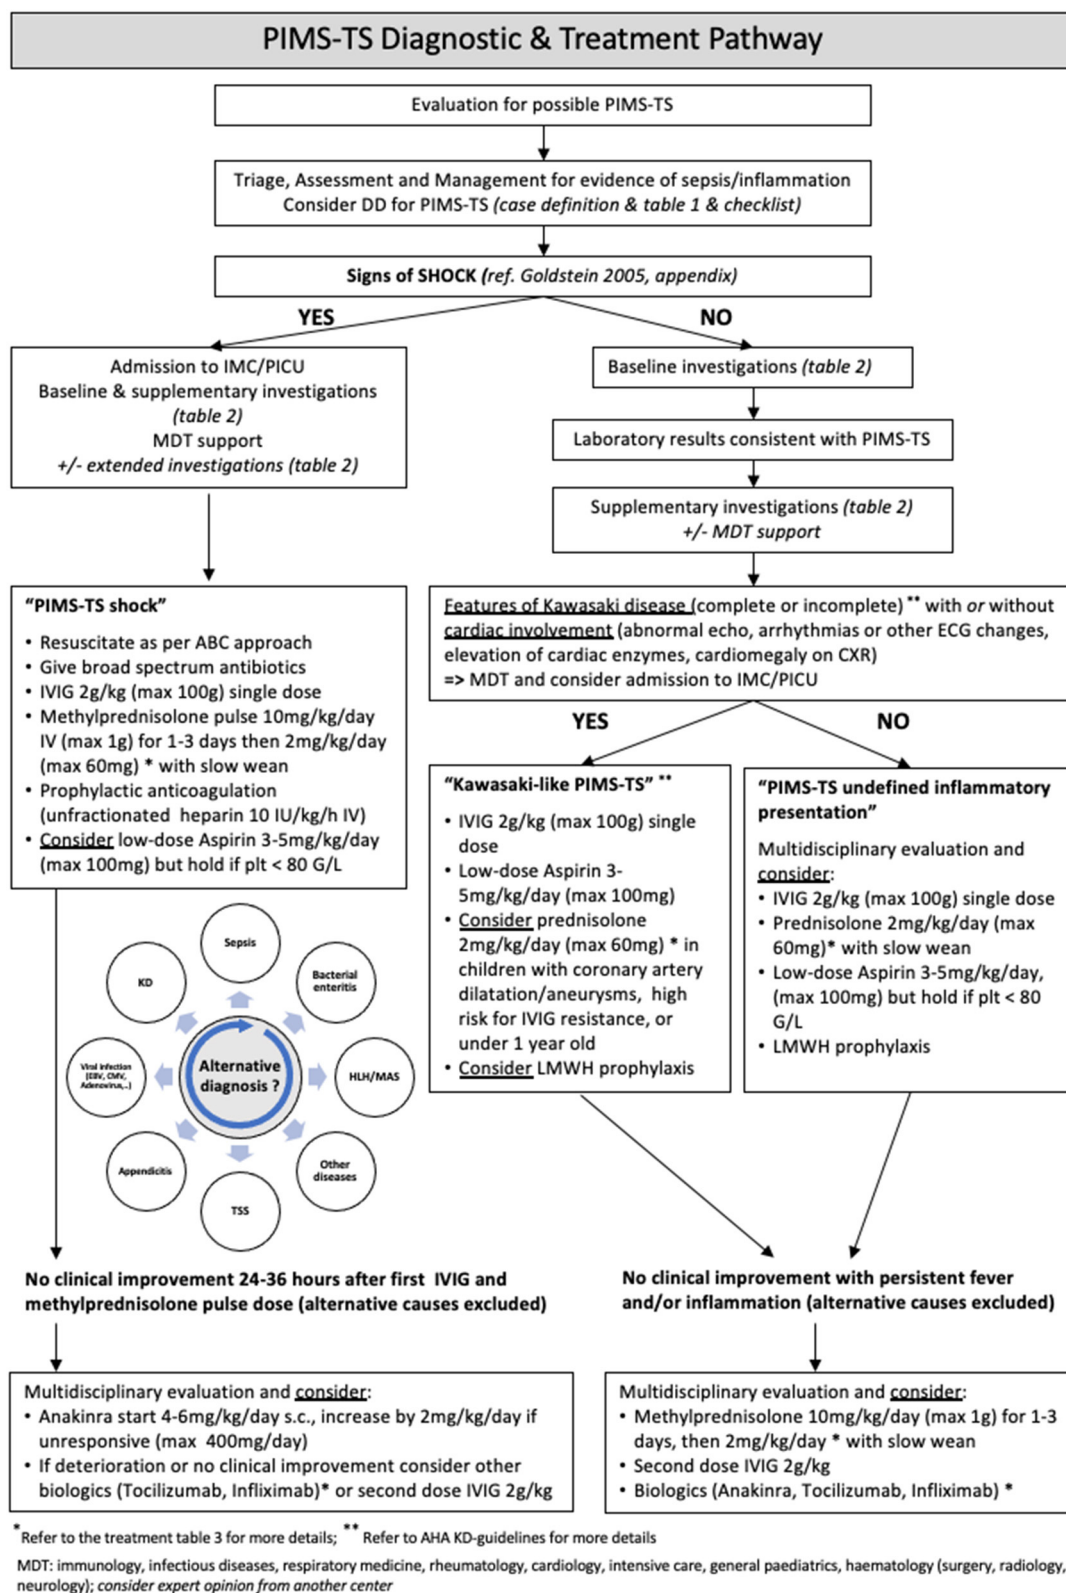 PIMS-TS Diagnostic & Treatment Pathway
Evaluation for possible PIMS-TS
Triage, Assessment and Management for evidence of sepsis/inflammation
Consider DD for PIMS-TS (case definition & table 1 & checklist)
Signs of SHOCK (ref. Goldstein 2005, appendix)
YES
NO
Admission to IMC/PICU
Baseline & supplementary investigations
(table 2)
MDT support
+/- extended investigations (table 2)
Baseline investigations (table 2)
Laboratory results consistent with PIMS-TS
Supplementary investigations (table 2)
+/- MDT support
"PIMS-TS shock"
• Resuscitate as per ABC approach
• Give broad spectrum antibiotics
• IVIG 2g/kg (max 100g) single dose
• Methylprednisolone pulse 10mg/kg/day
IV (max 1g) for 1-3 days then 2mg/kg/day
(max 60mg) * with slow wean
• Prophylactic anticoagulation
(unfractionated heparin 10 IU/kg/h IV)
• Consider low-dose Aspirin 3-5mg/kg/day
(max 100mg) but hold if plt < 80 G/L
Features of Kawasaki disease (complete or incomplete) ** with or without
cardiac involvement (abnormal echo, arrhythmias or other ECG changes,
elevation of cardiac enzymes, cardiomegaly on CXR)
=> MDT and consider admission to IMC/PICU
YES
NO
"Kawasaki-like PIMS-TS" **
• IVIG 2g/kg (max 100g) single
dose
• Low-dose Aspirin 3-
5mg/kg/day (max 100mg)
• Consider prednisolone
2mg/kg/day (max 60mg) * in
children with coronary artery
dilatation/aneurysms, high
risk for IVIG resistance, or
under 1 year old
• Consider LMWH prophylaxis
"PIMS-TS undefined inflammatory
presentation"
Multidisciplinary evaluation and
consider:
• IVIG 2g/kg (max 100g) single dose
• Prednisolone 2mg/kg/day (max
60mg)* with slow wean
• Low-dose Aspirin 3-5mg/kg/day,
(max 100mg) but hold if plt < 80
G/L
• LMWH prophylaxis
Alternative
diagnosis ?
Sepsis
Bacterial
enteritis
HLH/MAS
Other
diseases
TSS
Appendicitis
Viral infection
(EBV, CMV,
Adenovirus,..)
KD
No clinical improvement 24-36 hours after first IVIG and
methylprednisolone pulse dose (alternative causes excluded)
No clinical improvement with persistent fever
and/or inflammation (alternative causes excluded)
Multidisciplinary evaluation and consider:
• Anakinra start 4-6mg/kg/day s.c., increase by 2mg/kg/day if
unresponsive (max 400mg/day)
• If deterioration or no clinical improvement consider other
biologics (Tocilizumab, Infliximab)* or second dose IVIG 2g/kg
Multidisciplinary evaluation and consider:
• Methylprednisolone 10mg/kg/day (max 1g) for 1-3
days, then 2mg/kg/day * with slow wean
• Second dose IVIG 2g/kg
• Biologics (Anakinra, Tocilizumab, Infliximab) *
*Refer to the treatment table 3 for more details; ** Refer to AHA KD-guidelines for more details
MDT: immunology, infectious diseases, respiratory medicine, rheumatology, cardiology, intensive care, general paediatrics, haematology (surgery, radiology,
neurology); consider expert opinion from another center